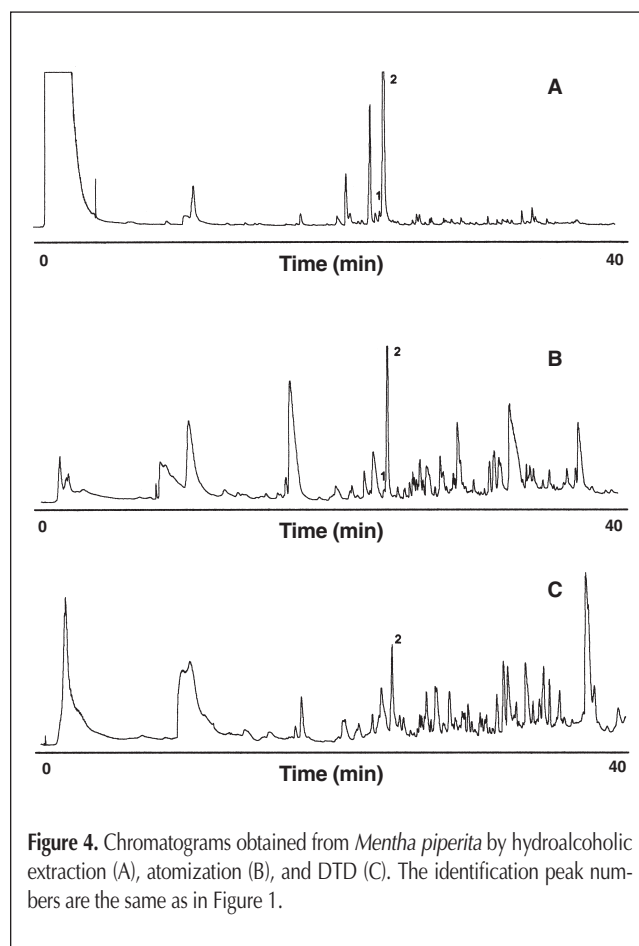 2
A
1
0
Time (min)
40
2
B
1
0
Time (min)
40
C
2
0
Time (min)
40
Figure 4. Chromatograms obtained from Mentha piperita by hydroalcoholic
extraction (A), atomization (B), and DTD (C). The identification peak num-
bers are the same as in Figure 1.